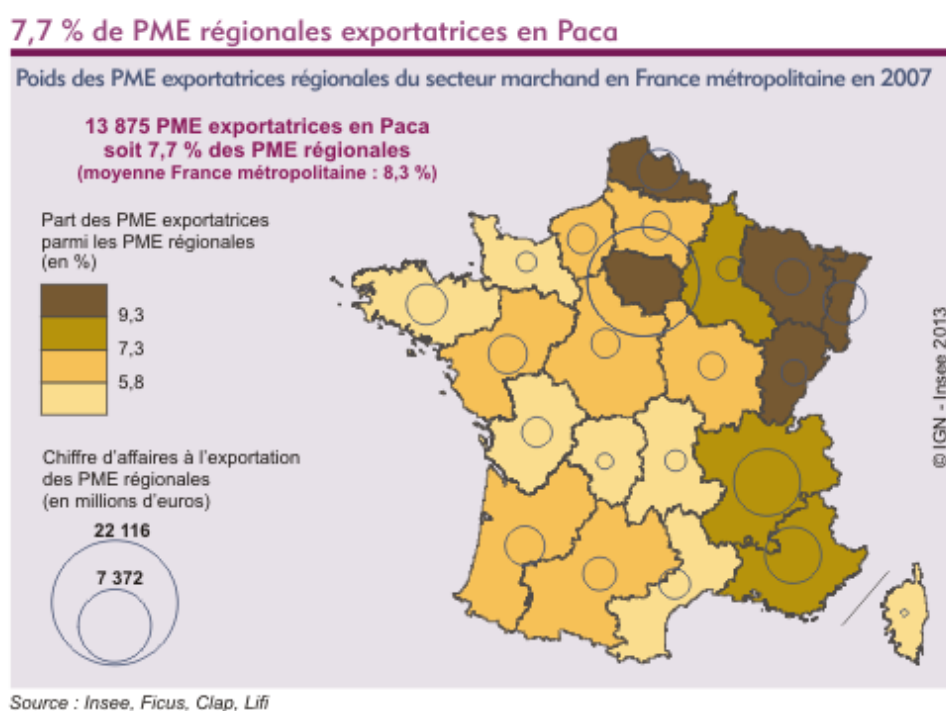 7,7 % de PME régionales exportatrices en Paca
Poids des PME exportatrices régionales du secteur marchand en France métropolitaine en 2007
13 875 PME exportatrices en Paca
soit 7,7 % des PME régionales
(moyenne France métropolitaine : 8,3 %)
Part des PME exportatrices
parmi les PME régionales
(en %)
9,3
7,3
5,8
Chiffre d'affaires à l'exportation
des PME régionales
(en millions d'euros)
22 116
7 372
© IGN - Insee 2013
Source : Insee, Ficus, Clap, Lifi